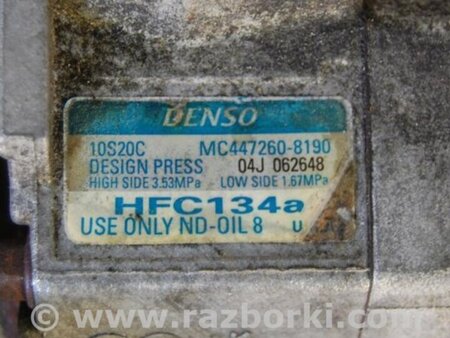 DENSO
10S20C MC447260-8190
DESIGN PRESS 04J 062648
HIGH SIDE 3.53MPa LOW SIDE 1.67MPa
HFC134a
USE ONLY ND-OIL 8 U
© www.razborki.com